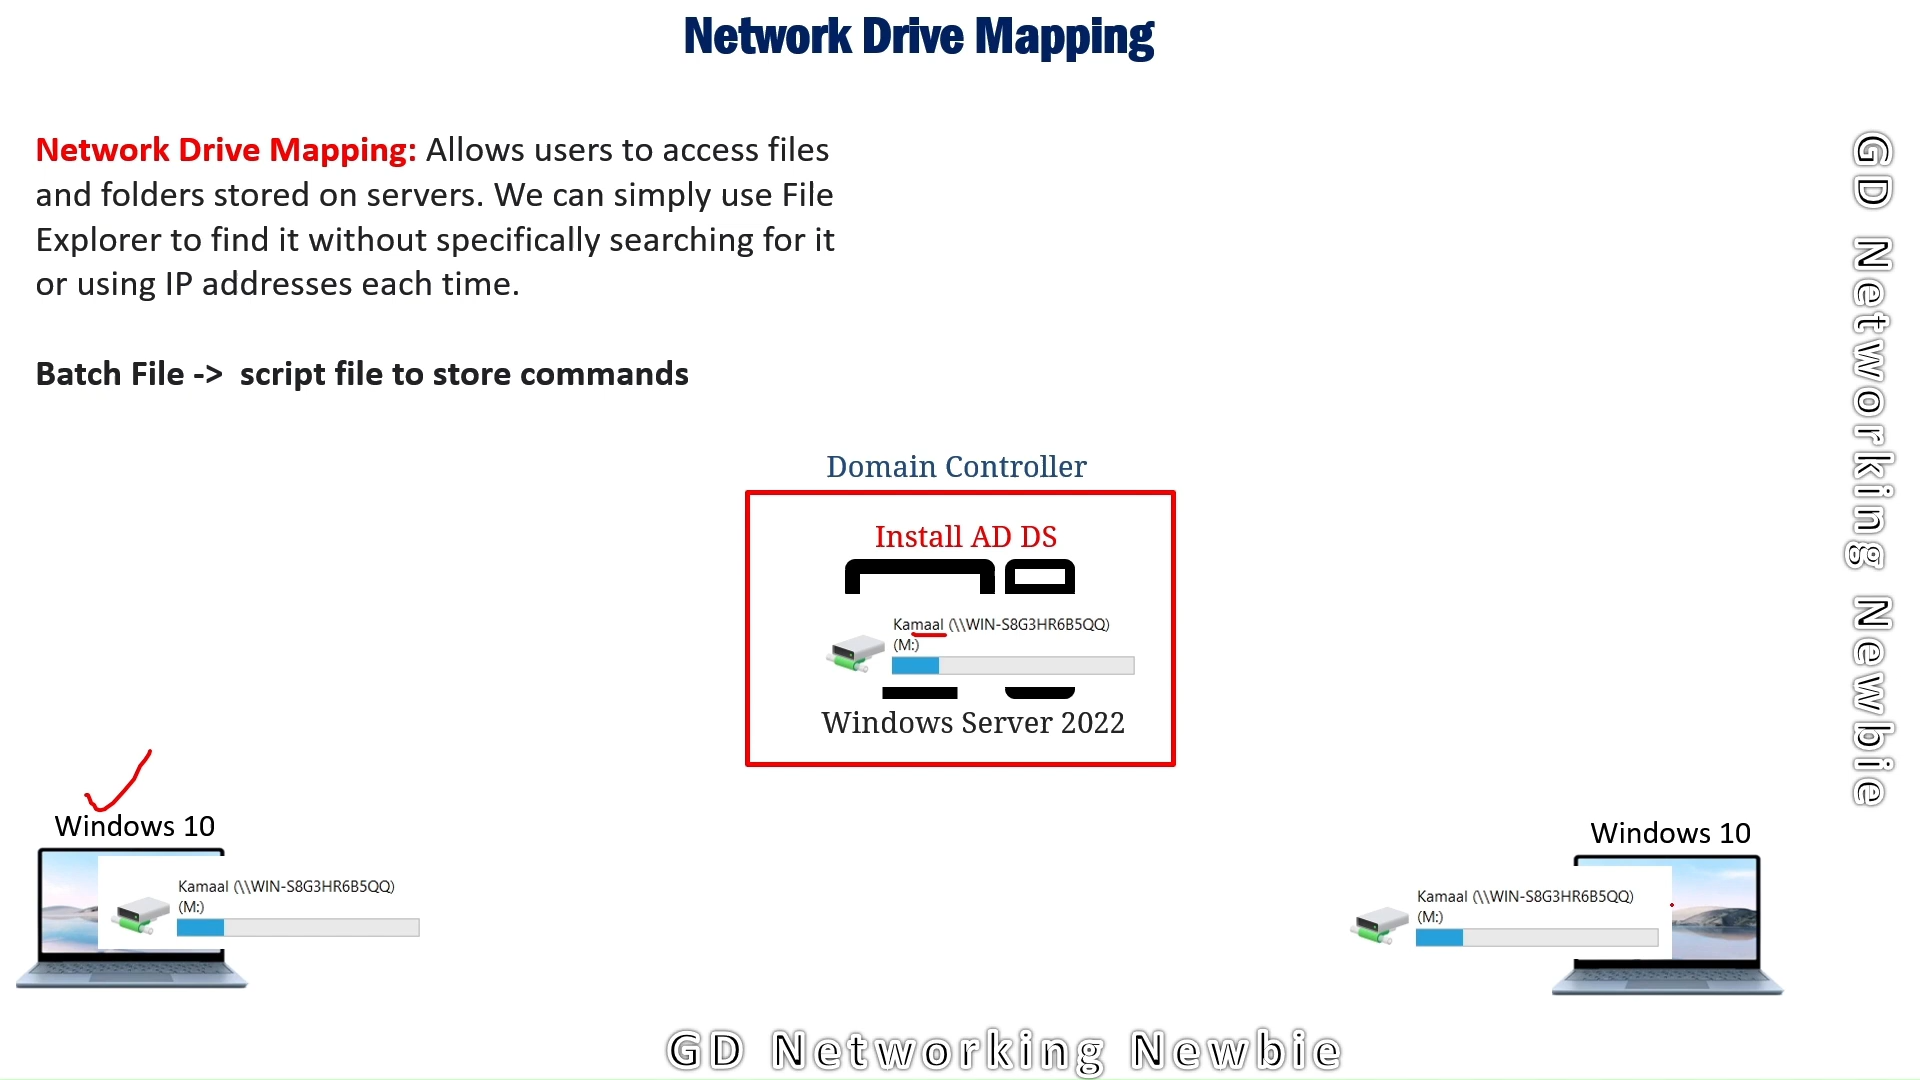 Network Drive Mapping
Network Drive Mapping: Allows users to access files
and folders stored on servers. We can simply use File
Explorer to find it without specifically searching for it
or using IP addresses each time.
Batch File -> script file to store commands
Domain Controller
Install AD DS
Kamaal (\\WIN-S8G3HR6B5QQ)
(M:)
Windows Server 2022
Windows 10
Kamaal (\\WIN-S8G3HR6B5QQ)
(M:)
Windows 10
Kamaal (\\WIN-S8G3HR6B5QQ)
(M:)
GD Networking Newbie
GD Networking Newbie